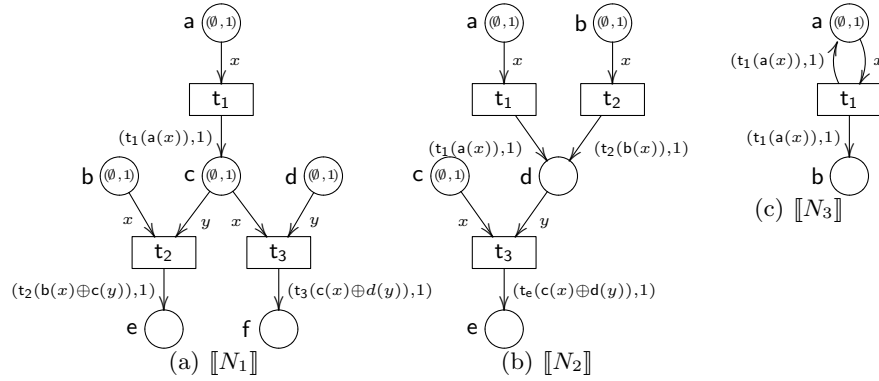 a (∅,1)
x
t₁
(t₁(a(x)),1)
b (∅,1) c (∅,1) d (∅,1)
x y x y
t₂ t₃
(t₂(b(x)⊕c(y)),1) (t₃(c(x)⊕d(y)),1)
e f
(a) ⟦N₁⟧
a (∅,1) b (∅,1)
x x
t₁ t₂
(t₁(a(x)),1) (t₂(b(x)),1)
c (∅,1) d
x y
t₃
(tₑ(c(x)⊕d(y)),1)
e
(b) ⟦N₂⟧
a (∅,1)
(t₁(a(x)),1) x
t₁
(t₁(a(x)),1)
b
(c) ⟦N₃⟧